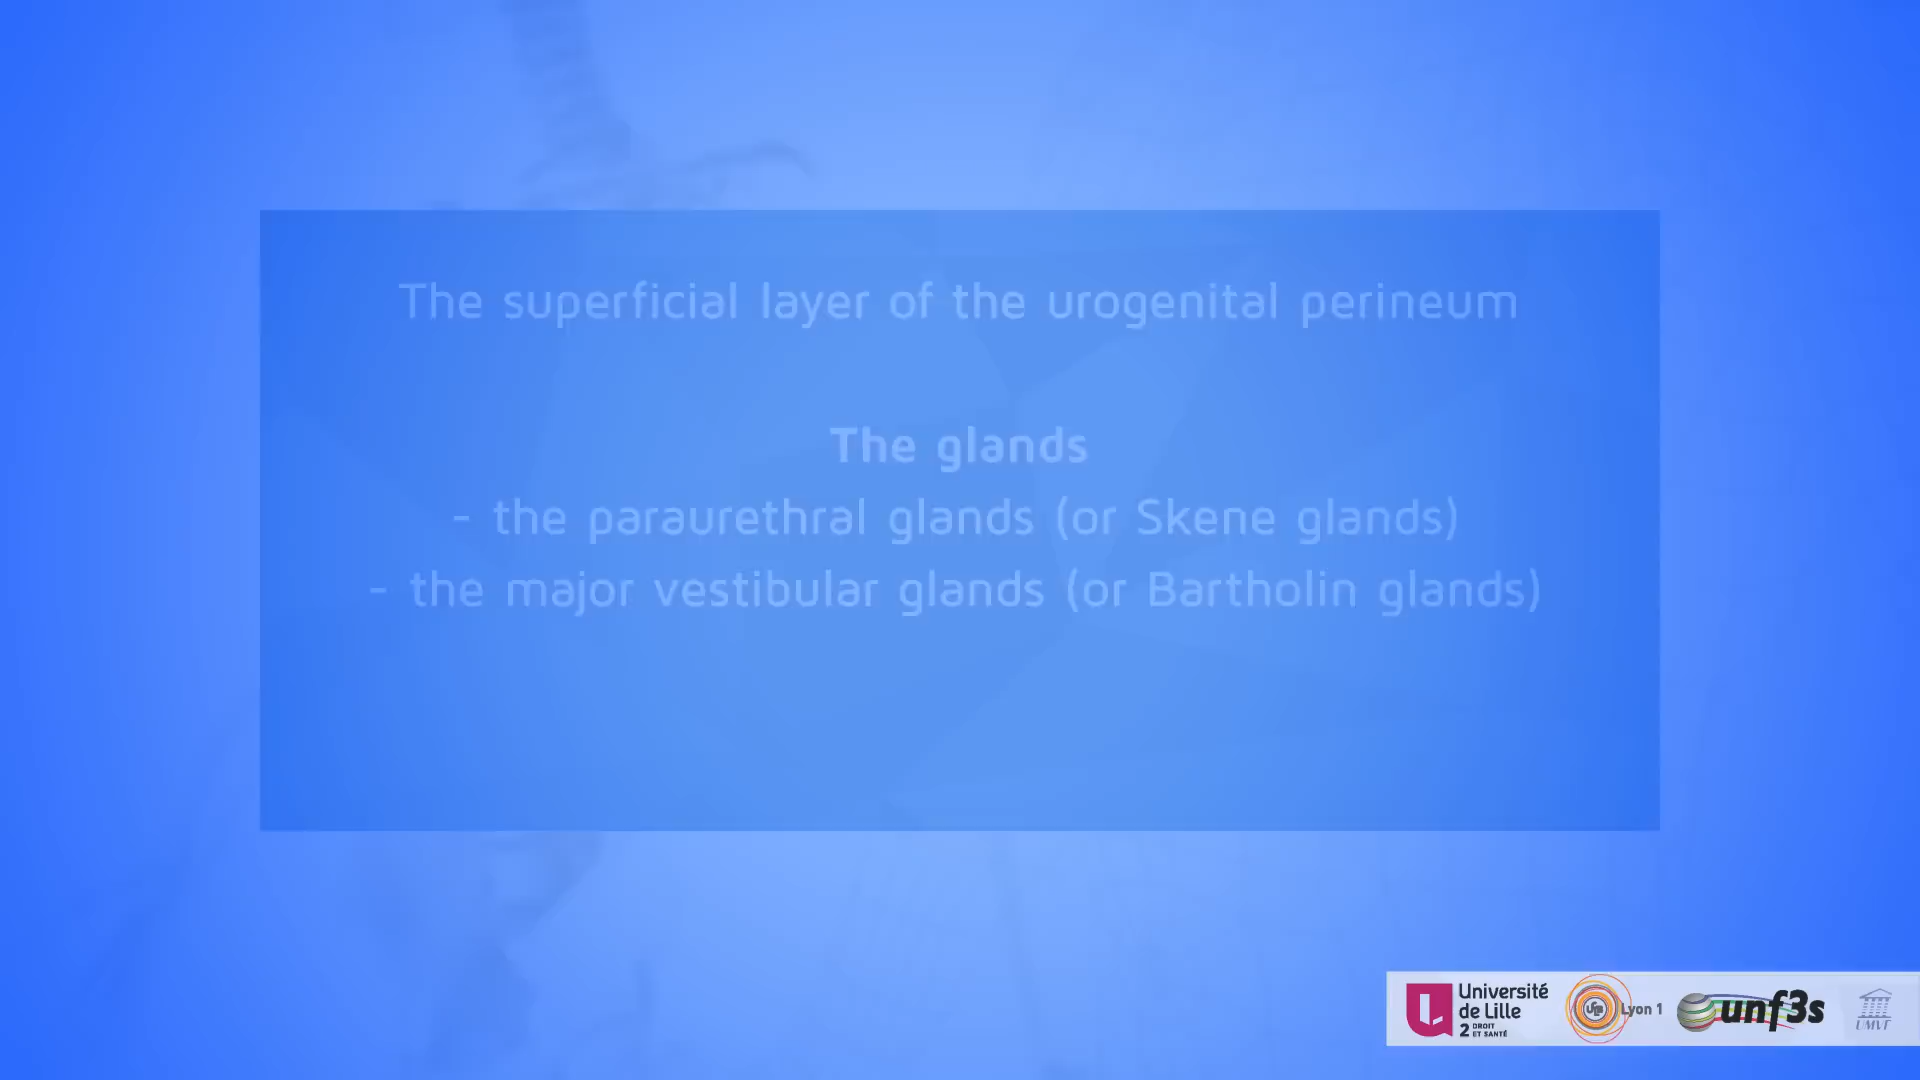 The superficial layer of the urogenital perineum
The glands
- the paraurethral glands (or Skene glands)
- the major vestibular glands (or Bartholin glands)
Université
de Lille
2 DROIT
ET SANTÉ
Lyon 1
unf3s
UMVF